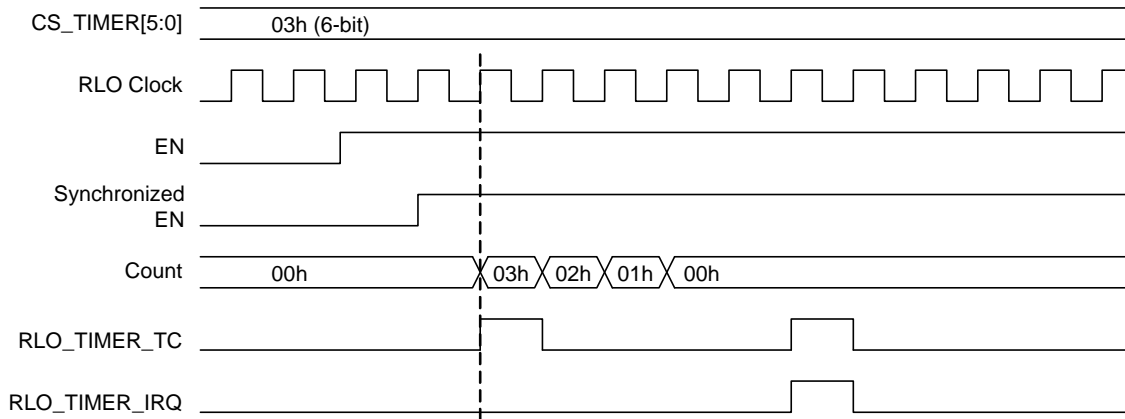 CS_TIMER[5:0]
03h (6-bit)
RLO Clock
EN
Synchronized
EN
Count
00h
03h
02h
01h
00h
RLO_TIMER_TC
RLO_TIMER_IRQ